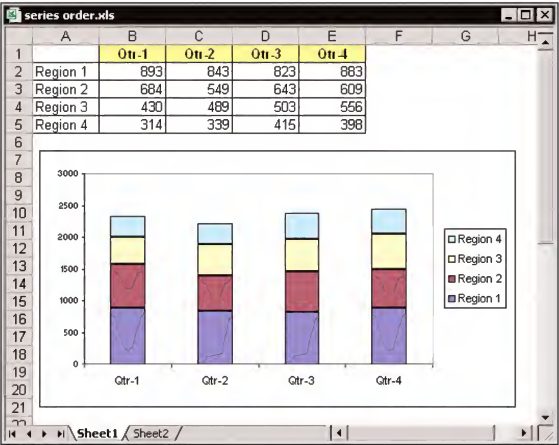 series order.xls
A B C D E F G H
1 Qtr-1 Qtr-2 Qtr-3 Qtr-4
2 Region 1 893 843 823 883
3 Region 2 684 549 643 609
4 Region 3 430 489 503 556
5 Region 4 314 339 415 398
6
7
8
9
10
11
12
13
14
15
16
17
18
19
20
21
22
3000
2500
2000
1500
1000
500
0
Qtr-1 Qtr-2 Qtr-3 Qtr-4
Region 4
Region 3
Region 2
Region 1
Sheet1 / Sheet2 /